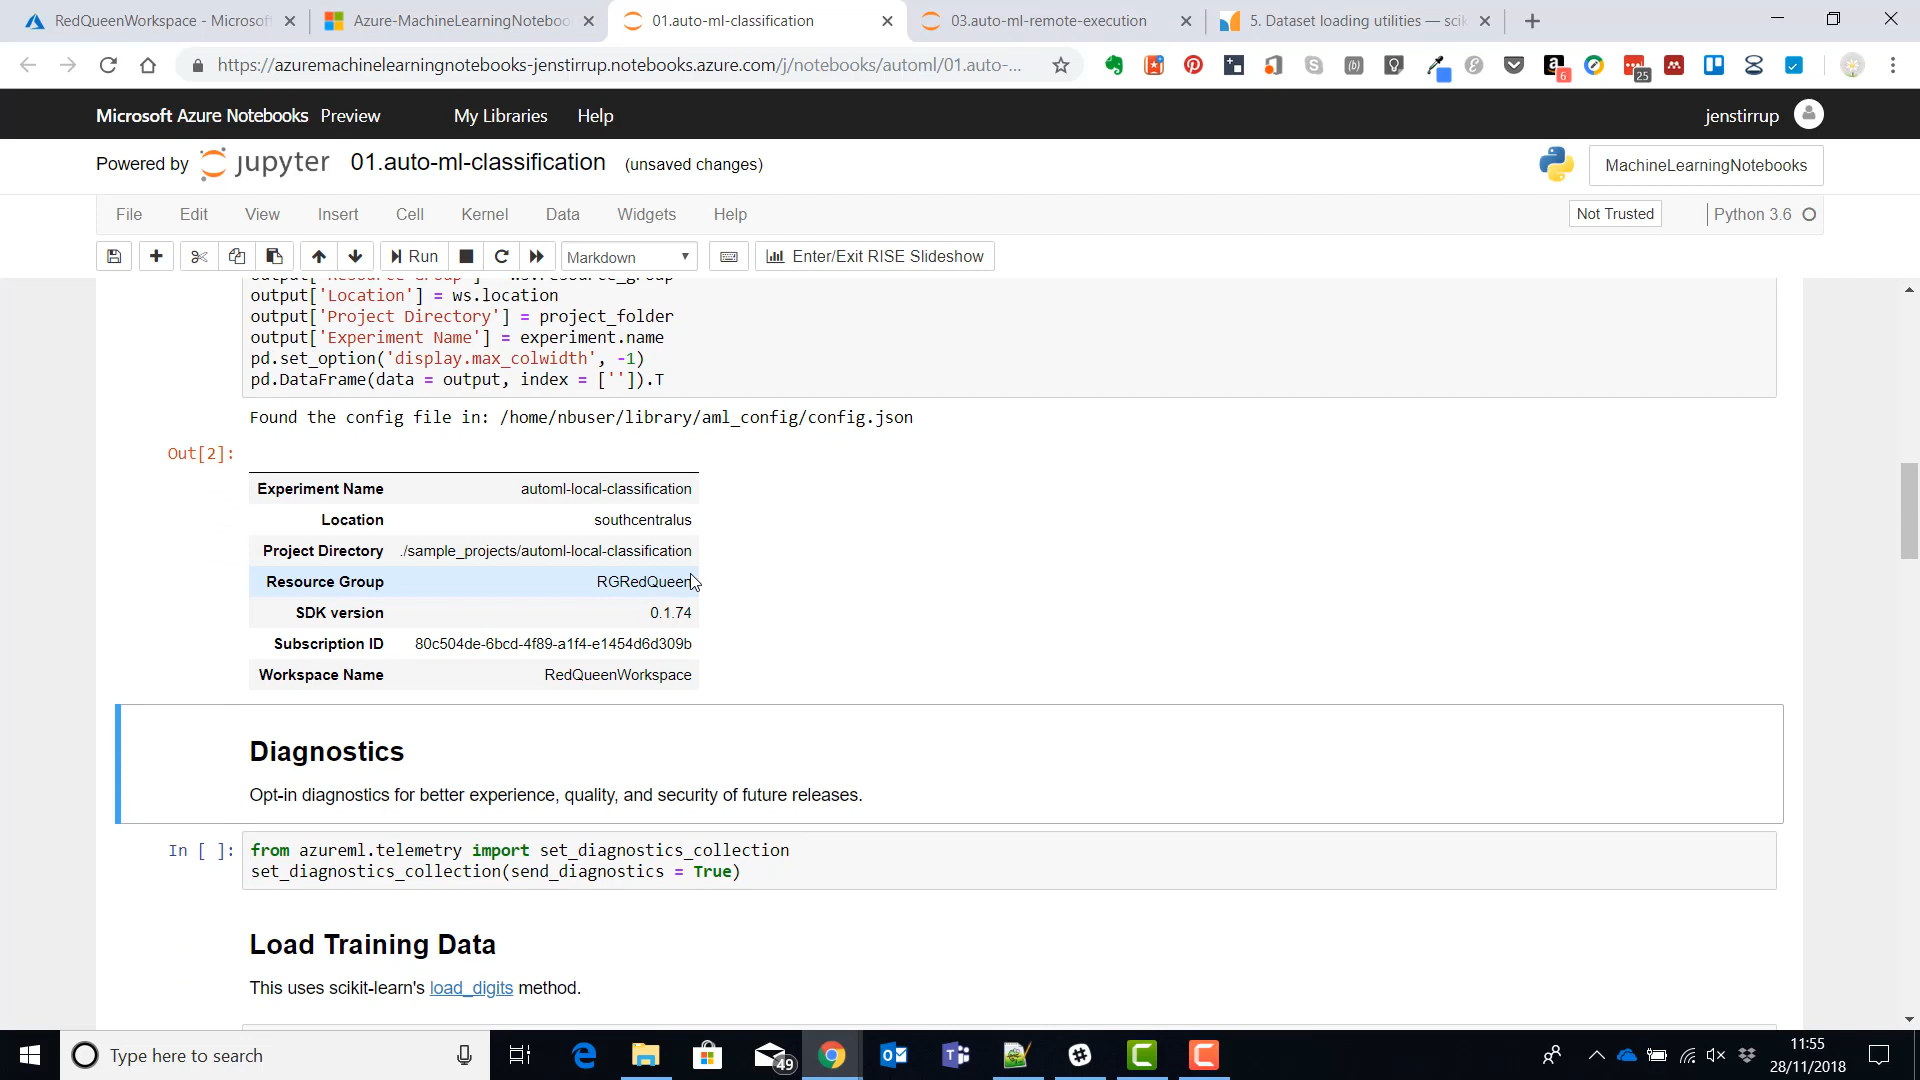 RedQueenWorkspace - Microsoft
Azure-MachineLearningNotebook
01.auto-ml-classification
03.auto-ml-remote-execution
5. Dataset loading utilities — scik
https://azuremachinelearningnotebooks-jenstirrup.notebooks.azure.com/j/notebooks/automl/01.auto-...
6
25
Microsoft Azure Notebooks Preview My Libraries Help jenstirrup
Powered by jupyter 01.auto-ml-classification (unsaved changes) MachineLearningNotebooks
File Edit View Insert Cell Kernel Data Widgets Help Not Trusted Python 3.6
Run Markdown Enter/Exit RISE Slideshow
output['Resource Group'] = ws.resource_group
output['Location'] = ws.location
output['Project Directory'] = project_folder
output['Experiment Name'] = experiment.name
pd.set_option('display.max_colwidth', -1)
pd.DataFrame(data = output, index = ['']).T
Found the config file in: /home/nbuser/library/aml_config/config.json
Out[2]:
Experiment Name automl-local-classification
Location southcentralus
Project Directory ./sample_projects/automl-local-classification
Resource Group RGRedQueen
SDK version 0.1.74
Subscription ID 80c504de-6bcd-4f89-a1f4-e1454d6d309b
Workspace Name RedQueenWorkspace
Diagnostics
Opt-in diagnostics for better experience, quality, and security of future releases.
In [ ]: from azureml.telemetry import set_diagnostics_collection
set_diagnostics_collection(send_diagnostics = True)
Load Training Data
This uses scikit-learn's load_digits method.
Type here to search
49
11:55
28/11/2018